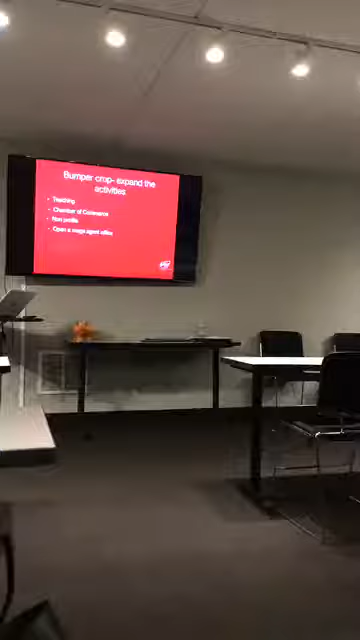 Bumper crop- expand the
activities
• Teaching
• Chamber of Commerce
• Non profits
• Open a mega agent office